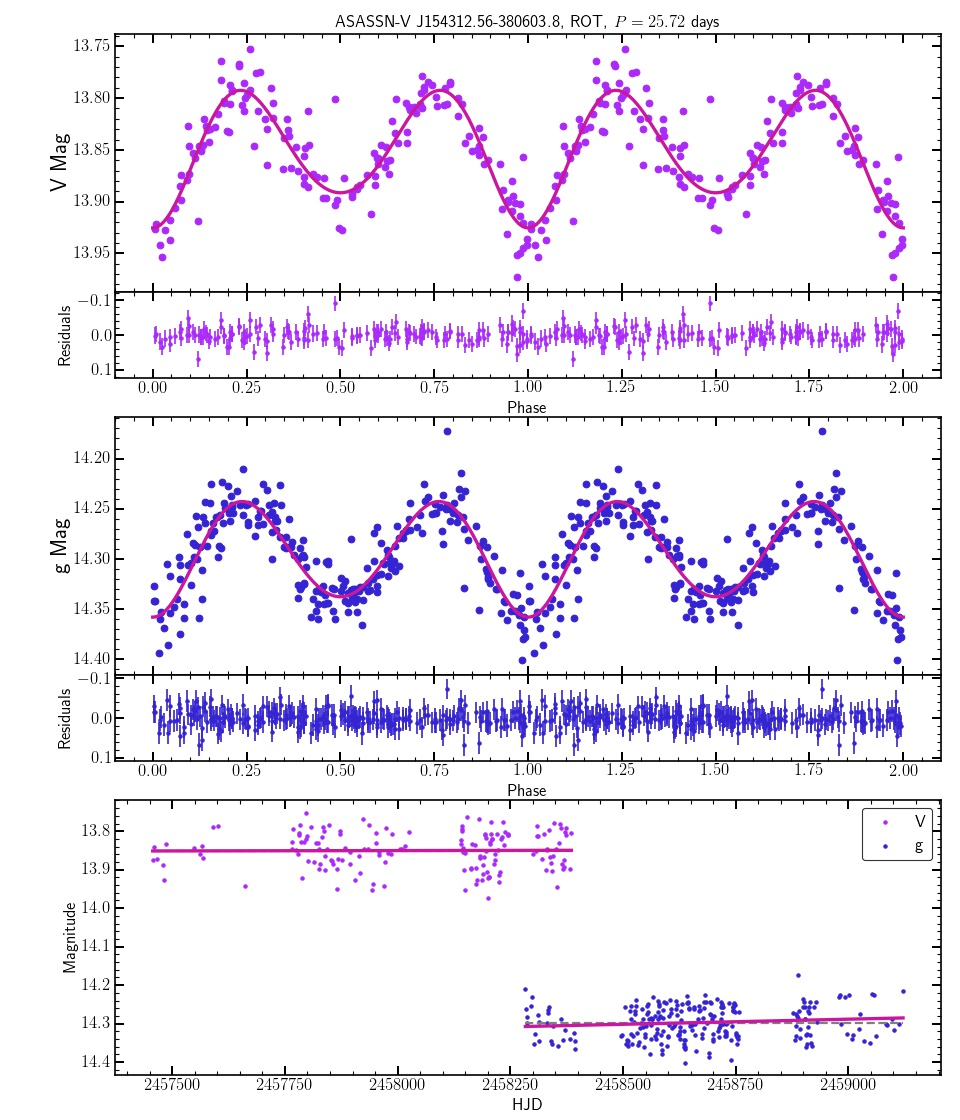 ASASSN-V J154312.56-380603.8, ROT, P = 25.72 days
13.75
13.80
13.85
13.90
13.95
V Mag
−0.1
0.0
0.1
Residuals
0.00 0.25 0.50 0.75 1.00 1.25 1.50 1.75 2.00
Phase
14.20
14.25
14.30
14.35
14.40
g Mag
−0.1
0.0
0.1
Residuals
0.00 0.25 0.50 0.75 1.00 1.25 1.50 1.75 2.00
Phase
V
g
13.8
13.9
14.0
14.1
14.2
14.3
14.4
Magnitude
2457500 2457750 2458000 2458250 2458500 2458750 2459000
HJD